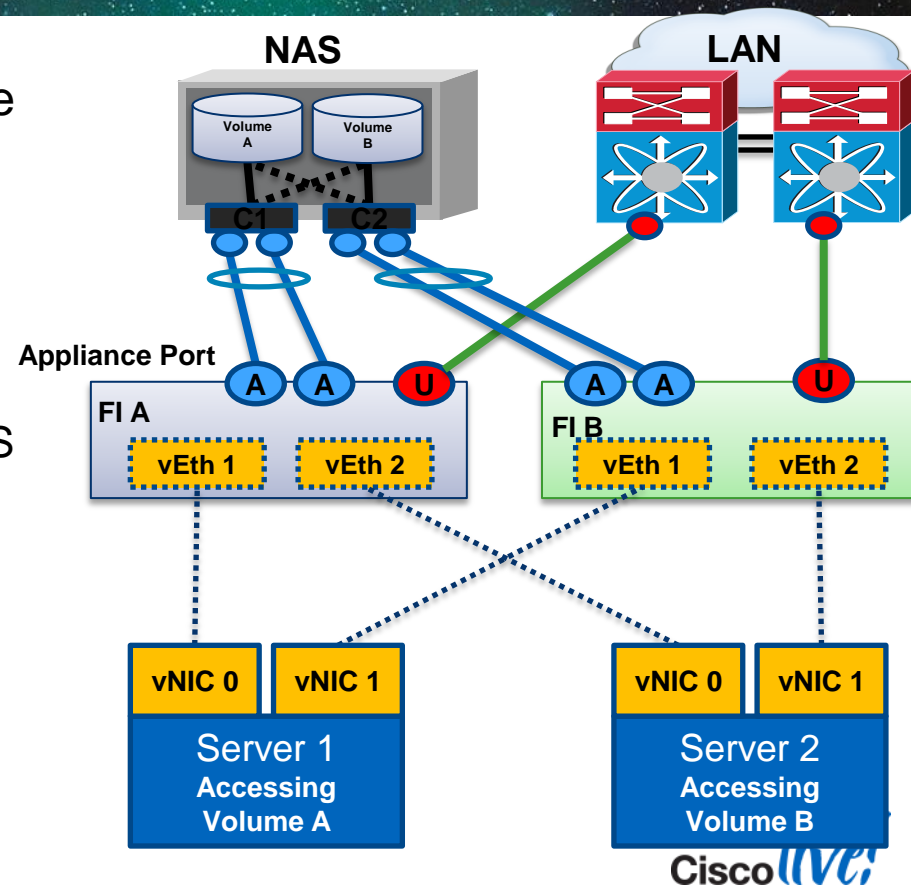 NAS
LAN
e
Volume
A
Volume
B
C1
C2
Appliance Port
A
A
U
A
A
U
FI A
FI B
S
vEth 1
vEth 2
vEth 1
vEth 2
vNIC 0
vNIC 1
vNIC 0
vNIC 1
Server 1
Accessing
Volume A
Server 2
Accessing
Volume B
Cisco live!